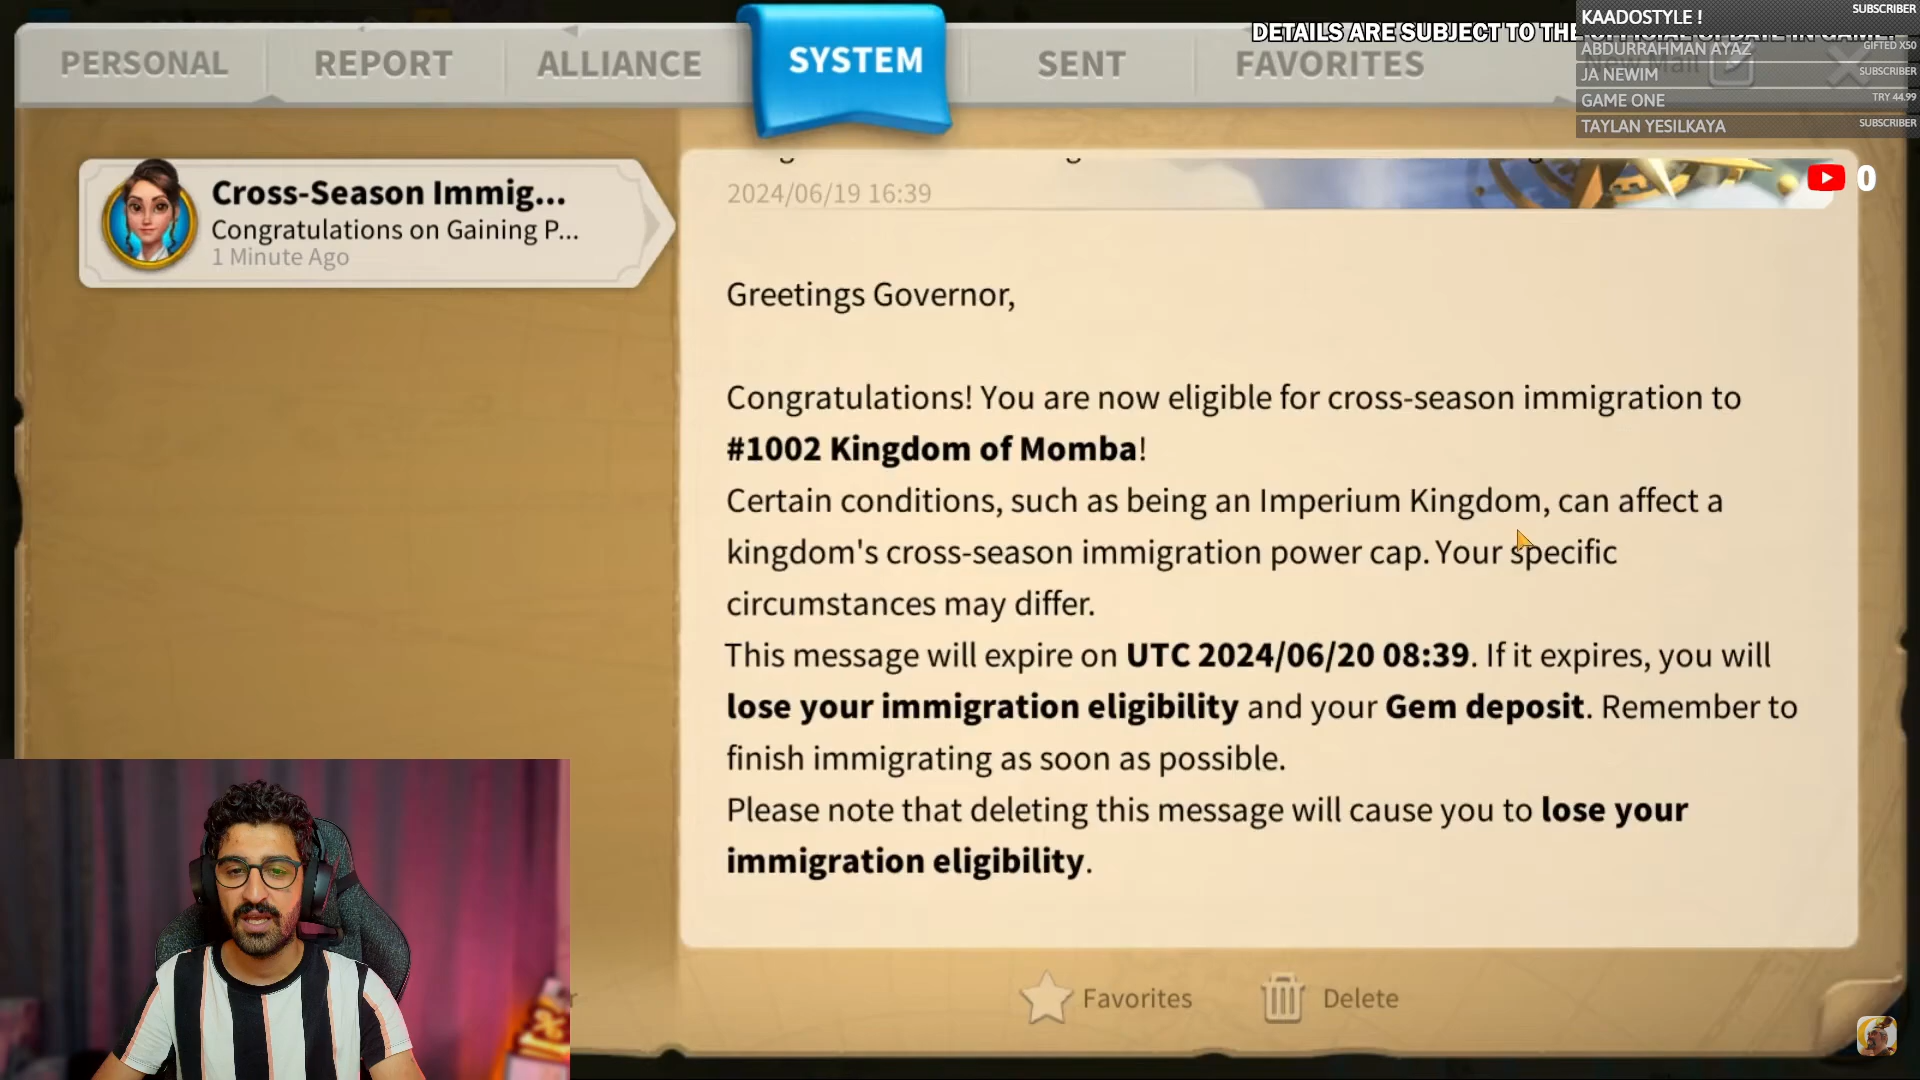 DETAILS ARE SUBJECT TO THE OFFICIAL UPDATE IN GAME!
KAADOSTYLE ! SUBSCRIBER
ABDURRAHMAN AYAZ GIFTED X50
JA NEWIM SUBSCRIBER
GAME ONE TRY 44.99
TAYLAN YESILKAYA SUBSCRIBER
PERSONAL REPORT ALLIANCE SYSTEM SENT FAVORITES New Mail
0
Cross-Season Immig...
Congratulations on Gaining P...
1 Minute Ago
2024/06/19 16:39
Greetings Governor,
Congratulations! You are now eligible for cross-season immigration to
#1002 Kingdom of Momba!
Certain conditions, such as being an Imperium Kingdom, can affect a
kingdom's cross-season immigration power cap. Your specific
circumstances may differ.
This message will expire on UTC 2024/06/20 08:39. If it expires, you will
lose your immigration eligibility and your Gem deposit. Remember to
finish immigrating as soon as possible.
Please note that deleting this message will cause you to lose your
immigration eligibility.
Favorites Delete